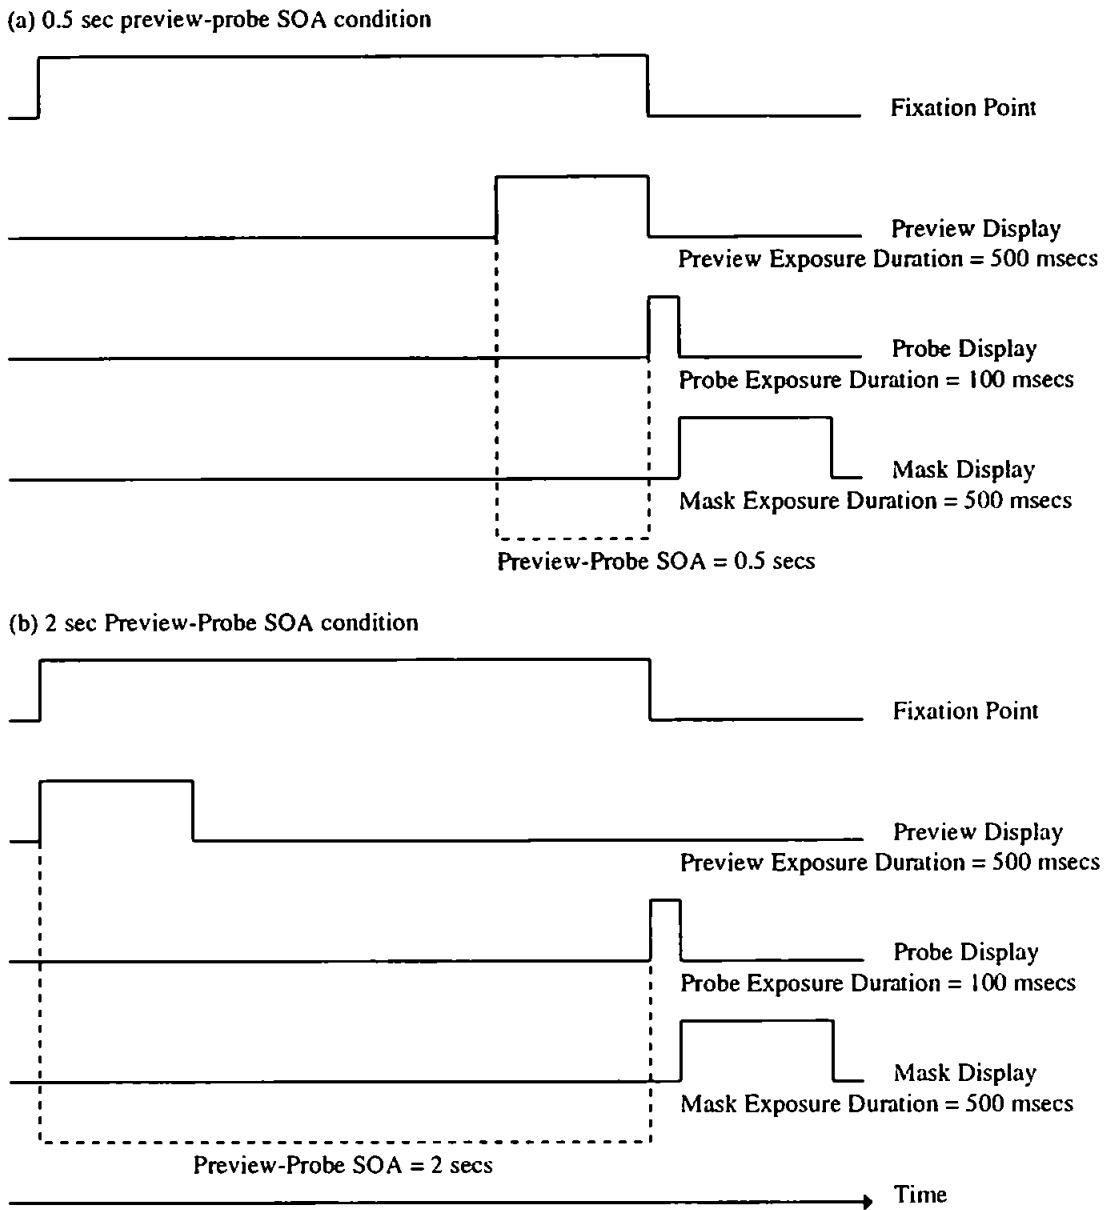 (a) 0.5 sec preview-probe SOA condition
Fixation Point
Preview Display
Preview Exposure Duration = 500 msecs
Probe Display
Probe Exposure Duration = 100 msecs
Mask Display
Mask Exposure Duration = 500 msecs
Preview-Probe SOA = 0.5 secs
(b) 2 sec Preview-Probe SOA condition
Fixation Point
Preview Display
Preview Exposure Duration = 500 msecs
Probe Display
Probe Exposure Duration = 100 msecs
Mask Display
Mask Exposure Duration = 500 msecs
Preview-Probe SOA = 2 secs
Time